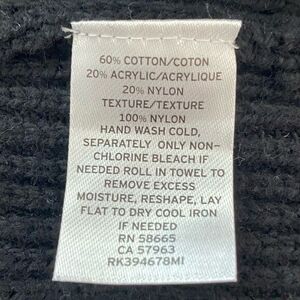 60% COTTON/COTON
20% ACRYLIC/ACRYLIQUE
20% NYLON
TEXTURE/TEXTURE
100% NYLON
HAND WASH COLD,
SEPARATELY ONLY NON-
CHLORINE BLEACH IF
NEEDED ROLL IN TOWEL TO
REMOVE EXCESS
MOISTURE, RESHAPE, LAY
FLAT TO DRY COOL IRON
IF NEEDED
RN 58665
CA 57963
RK394678MI